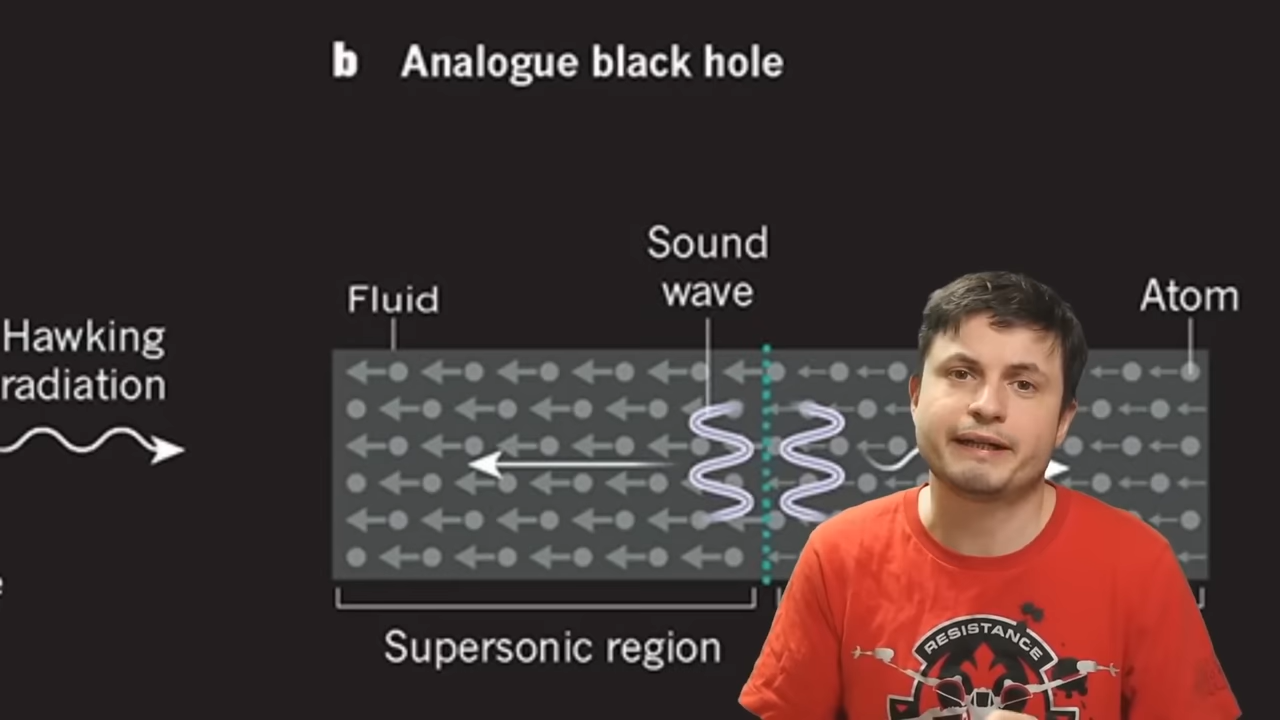 b Analogue black hole
Sound
wave
Fluid
Atom
Hawking
radiation
Supersonic region
RESISTANCE